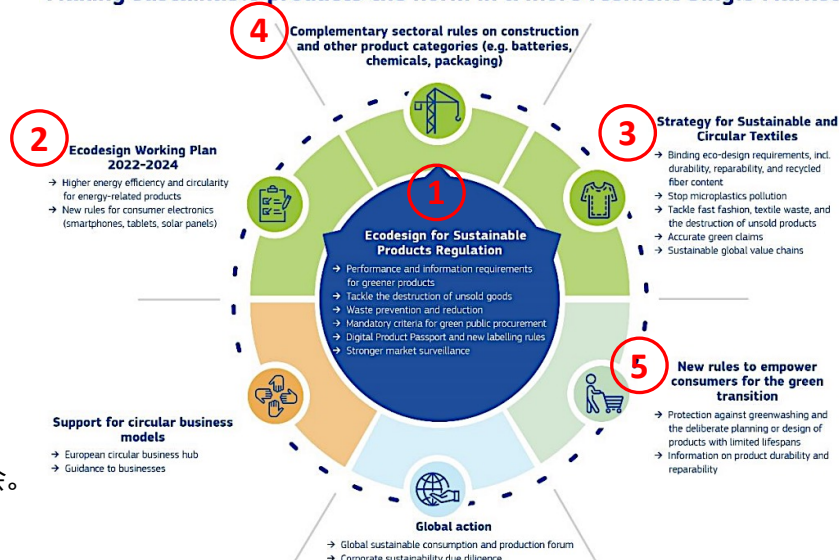 4
Complementary sectoral rules on construction
and other product categories (e.g. batteries,
chemicals, packaging)
2
Ecodesign Working Plan
2022-2024
→ Higher energy efficiency and circularity
for energy-related products
→ New rules for consumer electronics
(smartphones, tablets, solar panels)
3
Strategy for Sustainable and
Circular Textiles
→ Binding eco-design requirements, incl.
durability, reparability, and recycled
fiber content
→ Stop microplastics pollution
→ Tackle fast fashion, textile waste, and
the destruction of unsold products
→ Accurate green claims
→ Sustainable global value chains
1
Ecodesign for Sustainable
Products Regulation
→ Performance and information requirements
for greener products
→ Tackle the destruction of unsold goods
→ Waste prevention and reduction
→ Mandatory criteria for green public procurement
→ Digital Product Passport and new labelling rules
→ Stronger market surveillance
5
New rules to empower
consumers for the green
transition
→ Protection against greenwashing and
the deliberate planning or design of
products with limited lifespans
→ Information on product durability and
reparability
Support for circular business
models
→ European circular business hub
→ Guidance to businesses
Global action
→ Global sustainable consumption and production forum
→ Corporate sustainability due diligence